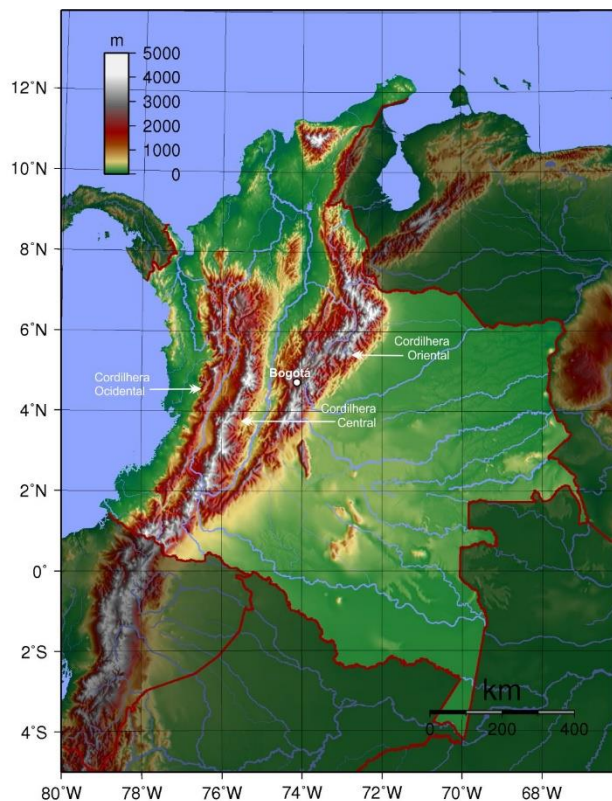 m
5000
4000
3000
2000
1000
0
12°N
10°N
8°N
6°N
4°N
2°N
0°
2°S
4°S
Cordilhera
Oriental
Bogotá
Cordilhera
Ocidental
Cordilhera
Central
km
0 200 400
80°W 78°W 76°W 74°W 72°W 70°W 68°W